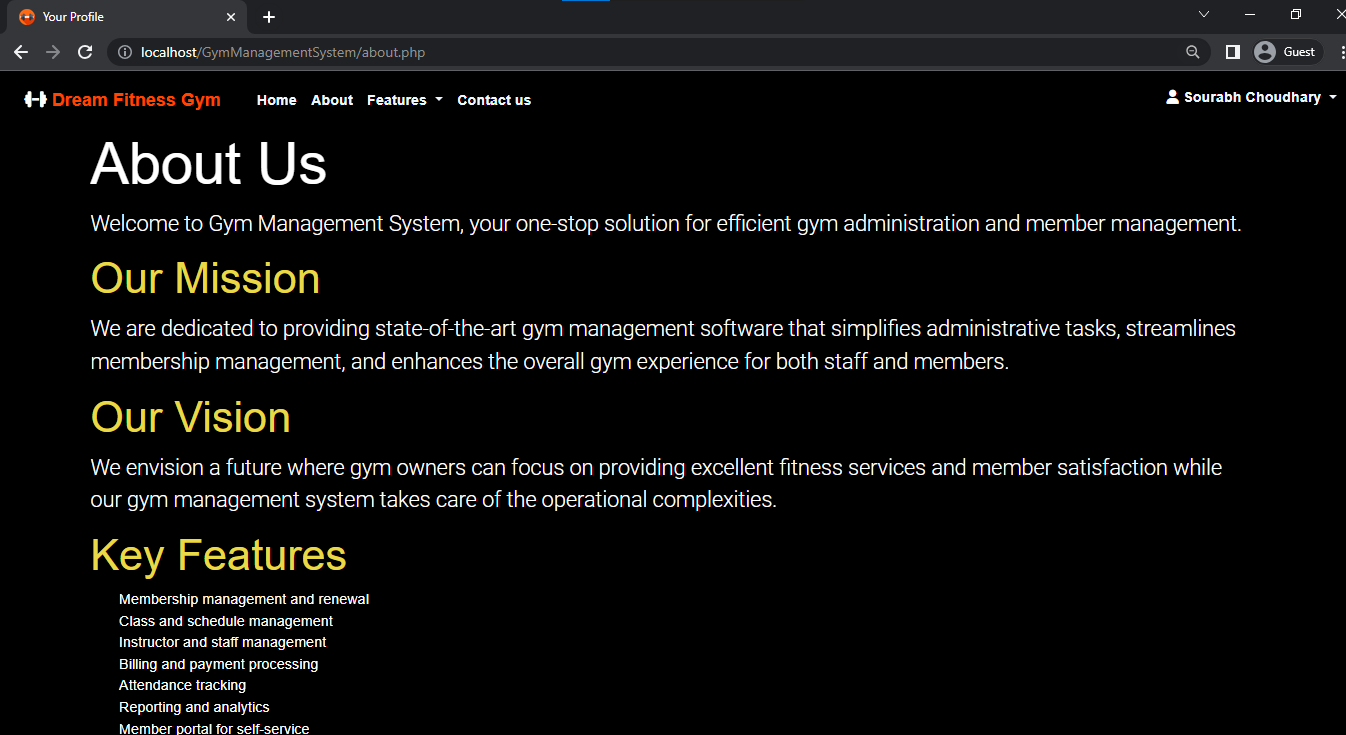 Your Profile
localhost/GymManagementSystem/about.php
Guest
Dream Fitness Gym Home About Features Contact us Sourabh Choudhary
About Us
Welcome to Gym Management System, your one-stop solution for efficient gym administration and member management.
Our Mission
We are dedicated to providing state-of-the-art gym management software that simplifies administrative tasks, streamlines
membership management, and enhances the overall gym experience for both staff and members.
Our Vision
We envision a future where gym owners can focus on providing excellent fitness services and member satisfaction while
our gym management system takes care of the operational complexities.
Key Features
Membership management and renewal
Class and schedule management
Instructor and staff management
Billing and payment processing
Attendance tracking
Reporting and analytics
Member portal for self-service